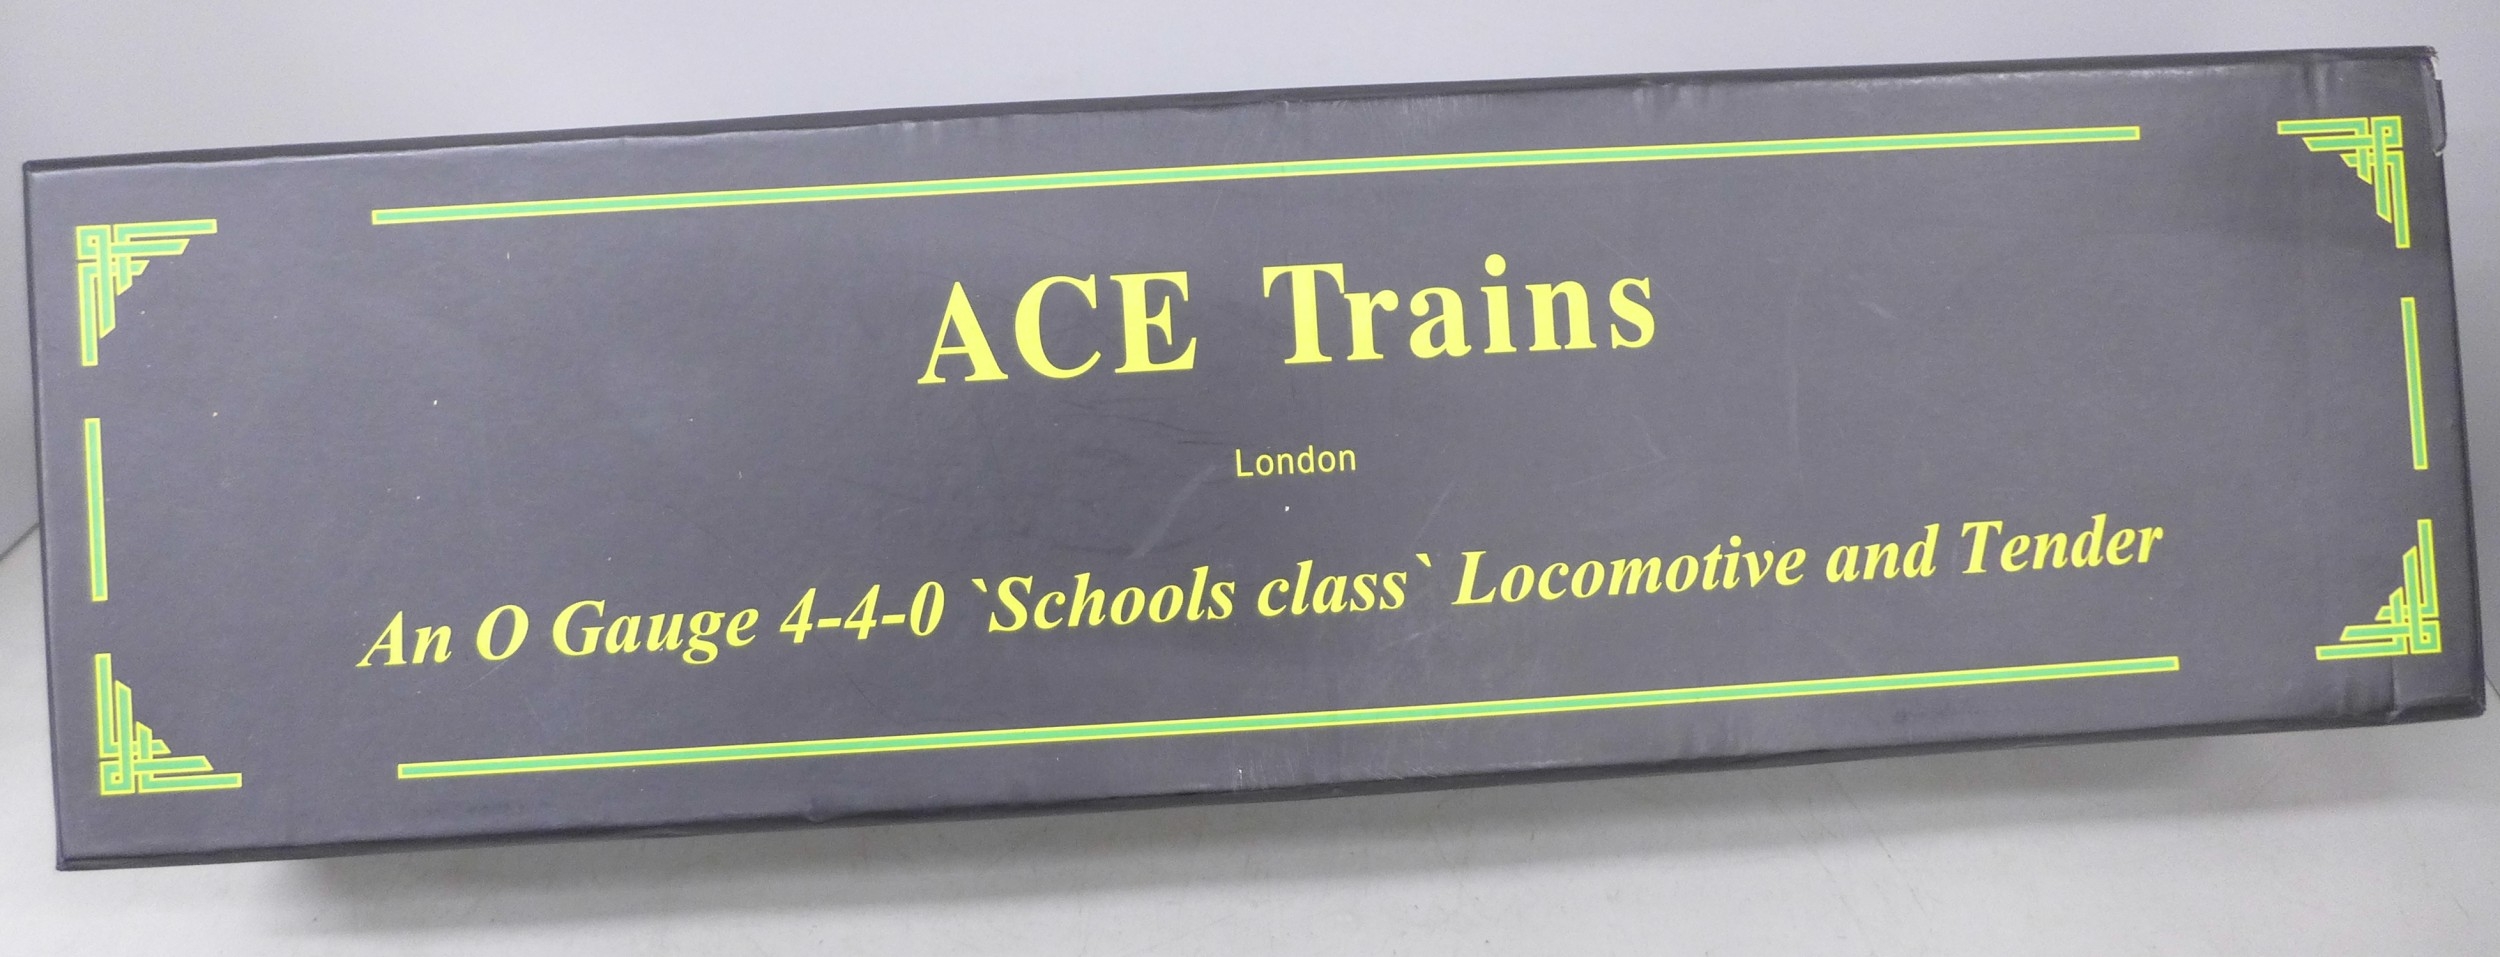 ACE Trains
London
An O Gauge 4-4-0 `Schools class` Locomotive and Tender